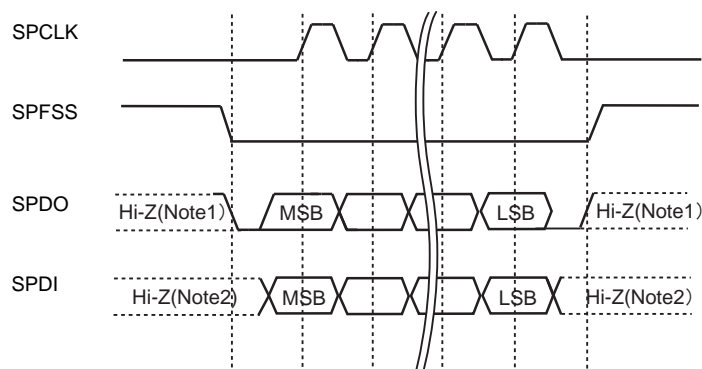 SPCLK
SPFSS
SPDO
Hi-Z(Note1)
MSB
LSB
Hi-Z(Note1)
SPDI
Hi-Z(Note2)
MSB
LSB
Hi-Z(Note2)